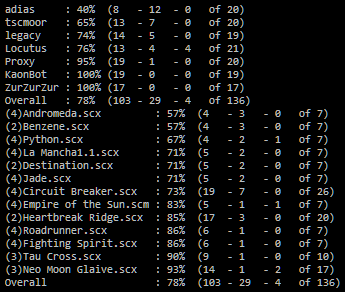 adias : 40% (8 - 12 - 0 of 20)
tscmoor : 65% (13 - 7 - 0 of 20)
legacy : 74% (14 - 5 - 0 of 19)
Locutus : 76% (13 - 4 - 4 of 21)
Proxy : 95% (19 - 1 - 0 of 20)
KaonBot : 100% (19 - 0 - 0 of 19)
ZurZurZur : 100% (17 - 0 - 0 of 17)
Overall : 78% (103 - 29 - 4 of 136)
(4)Andromeda.scx : 57% (4 - 3 - 0 of 7)
(2)Benzene.scx : 57% (4 - 3 - 0 of 7)
(4)Python.scx : 67% (4 - 2 - 1 of 7)
(4)La Mancha1.1.scx : 71% (5 - 2 - 0 of 7)
(2)Destination.scx : 71% (5 - 2 - 0 of 7)
(4)Jade.scx : 71% (5 - 2 - 0 of 7)
(4)Circuit Breaker.scx : 73% (19 - 7 - 0 of 26)
(4)Empire of the Sun.scm : 83% (5 - 1 - 1 of 7)
(2)Heartbreak Ridge.scx : 85% (17 - 3 - 0 of 20)
(4)Roadrunner.scx : 86% (6 - 1 - 0 of 7)
(4)Fighting Spirit.scx : 86% (6 - 1 - 0 of 7)
(3)Tau Cross.scx : 90% (9 - 1 - 0 of 10)
(3)Neo Moon Glaive.scx : 93% (14 - 1 - 2 of 17)
Overall : 78% (103 - 29 - 4 of 136)